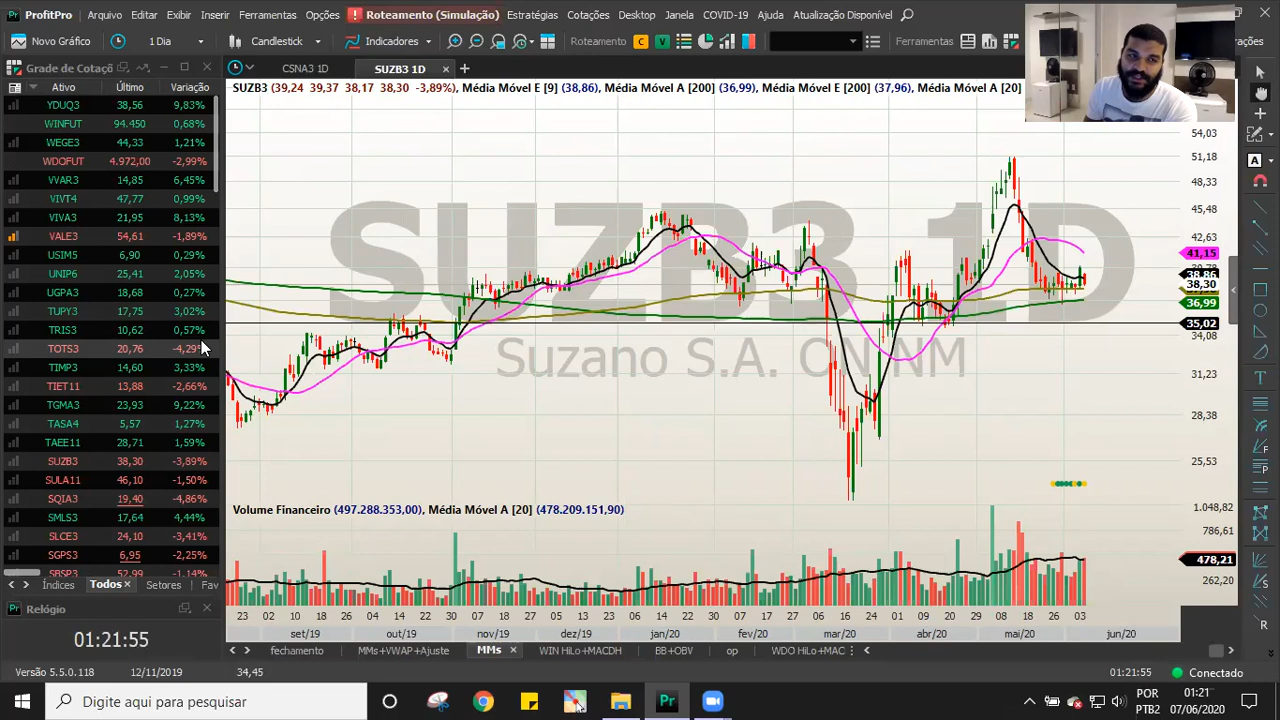 ProfitPro Arquivo Editar Exibir Inserir Ferramentas Opções ! Roteamento (Simulação) Estratégias Cotações Desktop Janela COVID-19 Ajuda Atualização Disponível
Novo Gráfico 1 Dia Candlestick Indicadores Roteamento C V Ferramentas
Grade de Cotaçõ
CSNA3 1D SUZB3 1D
Ativo Último Variação
SUZB3 (39,24 39,37 38,17 38,30 -3,89%), Média Móvel E [9] (38,86), Média Móvel A [200] (36,99), Média Móvel E [200] (37,96), Média Móvel A [20]
YDUQ3 38,56 9,83%
WINFUT 94.450 0,68%
WEGE3 44,33 1,21%
WDOFUT 4.972,00 -2,99%
VVAR3 14,85 6,45%
VIVT4 47,77 0,99%
VIVA3 21,95 8,13%
VALE3 54,61 -1,89%
USIM5 6,90 0,29%
UNIP6 25,41 2,05%
UGPA3 18,68 0,27%
TUPY3 17,75 3,02%
TRIS3 10,62 0,57%
TOTS3 20,76 -4,29%
TIMP3 14,60 3,33%
TIET11 13,88 -2,66%
TGMA3 23,93 9,22%
TASA4 5,57 1,27%
TAEE11 28,71 1,59%
SUZB3 38,30 -3,89%
SULA11 46,10 -1,50%
SQIA3 19,40 -4,86%
SMLS3 17,64 4,44%
SLCE3 24,10 -3,41%
SGPS3 6,95 -2,25%
SBSP3 52,99 -1,14%
SUZB3 1D
Suzano S.A. ON NM
54,03
51,18
48,33
45,48
42,63
41,15
38,86
38,30
36,99
35,02
34,08
31,23
28,38
25,53
Volume Financeiro (497.288.353,00), Média Móvel A [20] (478.209.151,90)
1.048,82
786,61
478,21
262,20
23 02 10 18 26 04 14 22 30 07 18 27 05 13 23 06 14 22 30 07 17 27 06 16 24 01 09 20 29 08 18 26 03
set/19 out/19 nov/19 dez/19 jan/20 fev/20 mar/20 abr/20 mai/20 jun/20
Índices Todos Setores Fav
Relógio
01:21:55
fechamento MMs+VWAP+Ajuste MMs WIN HiLo+MACDH BB+OBV op WDO HiLo+MAC
Versão 5.5.0.118 12/11/2019 34,45 01:21:55 Conectado
Digite aqui para pesquisar
Pr
POR
PTB2
01:21
07/06/2020